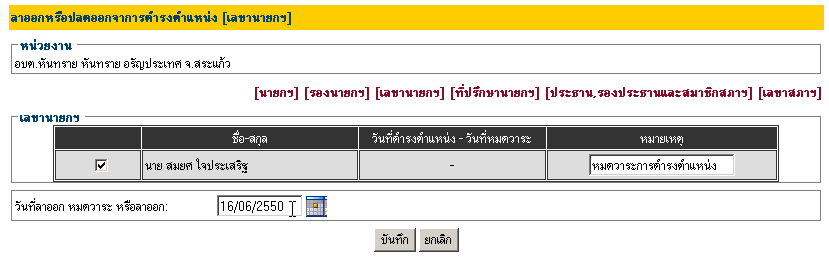 ลาออกหรือปลดออกจาการดำรงตำแหน่ง [เลขานายกฯ]
หน่วยงาน
อบต.หันทราย หันทราย อรัญประเทศ จ.สระแก้ว
[นายกฯ] [รองนายกฯ] [เลขานายกฯ] [ที่ปรึกษานายกฯ] [ประธาน,รองประธานและสมาชิกสภาฯ] [เลขาสภาฯ]
เลขานายกฯ
ชื่อ-สกุล วันที่ดำรงตำแหน่ง - วันที่หมดวาระ หมายเหตุ
นาย สมยศ ใจประเสริฐ - หมดวาระการดำรงตำแหน่ง
วันที่ลาออก หมดวาระ หรือลาออก: 16/06/2550
บันทึก ยกเลิก